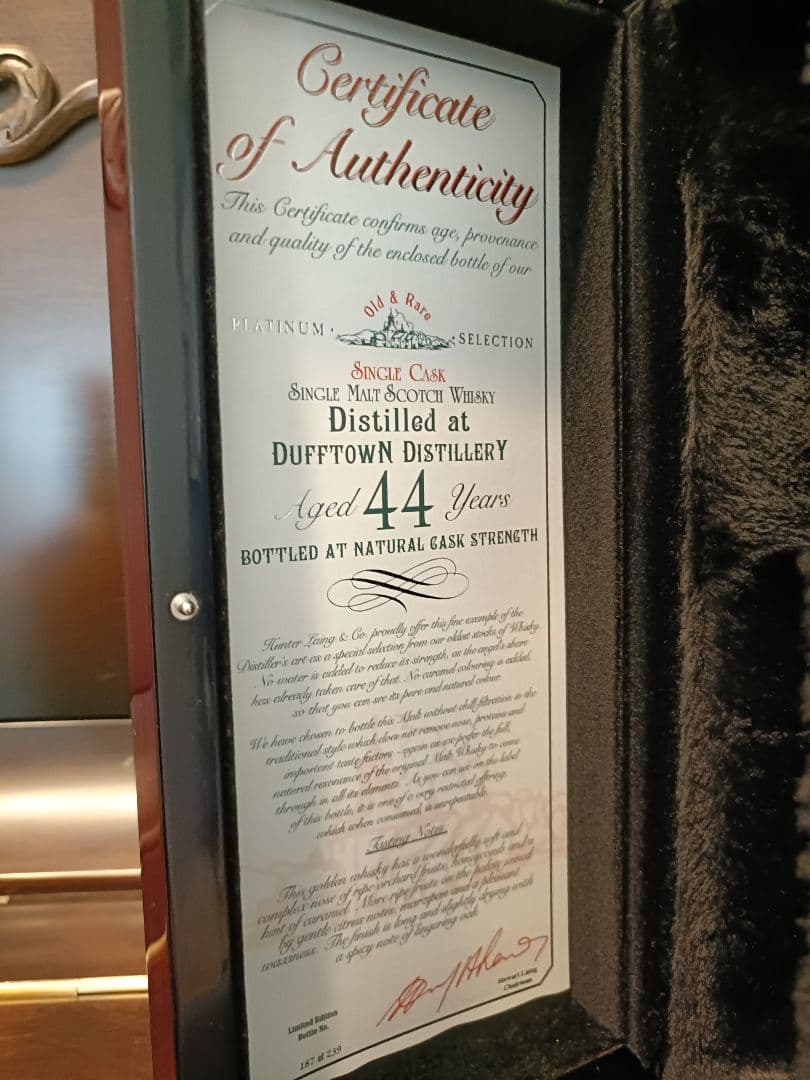 Certificate
of Authenticity
This Certificate confirms age, provenance
and quality of the enclosed bottle of our
Old & Rare
PLATINUM · · SELECTION
SINGLE CASK
SINGLE MALT SCOTCH WHISKY
Distilled at
DUFFTOWN DISTILLERY
Aged 44 Years
BOTTLED AT NATURAL CASK STRENGTH
Hunter Laing & Co. proudly offer this fine example of the
Distiller's art as a special selection from our oldest stocks of Whisky.
No water is added to reduce its strength, as the angel's share
has already taken care of that. No caramel colouring is added,
so that you can see its pure and natural colour.
We have chosen to bottle this Malt without chill filtration in the
traditional style which does not remove nose, proteins and
important taste factors - again as we prefer the full,
natural resonance of the original Malt Whisky to come
through in all its elements. As you can see on the label
of this bottle, it is one of a very restricted offering,
which when consumed, is unrepeatable.
Tasting Notes
This golden whisky has a wonderfully soft and
complex nose of ripe orchard fruits, honeycomb and a
hint of caramel. More ripe fruits on the palate joined
by gentle citrus notes, marzipan and a pleasant
waxiness. The finish is long and slightly drying with
a spicy note of lingering oak
Stewart Laing
Chairman
Limited Edition
Bottle No.
187 of 239